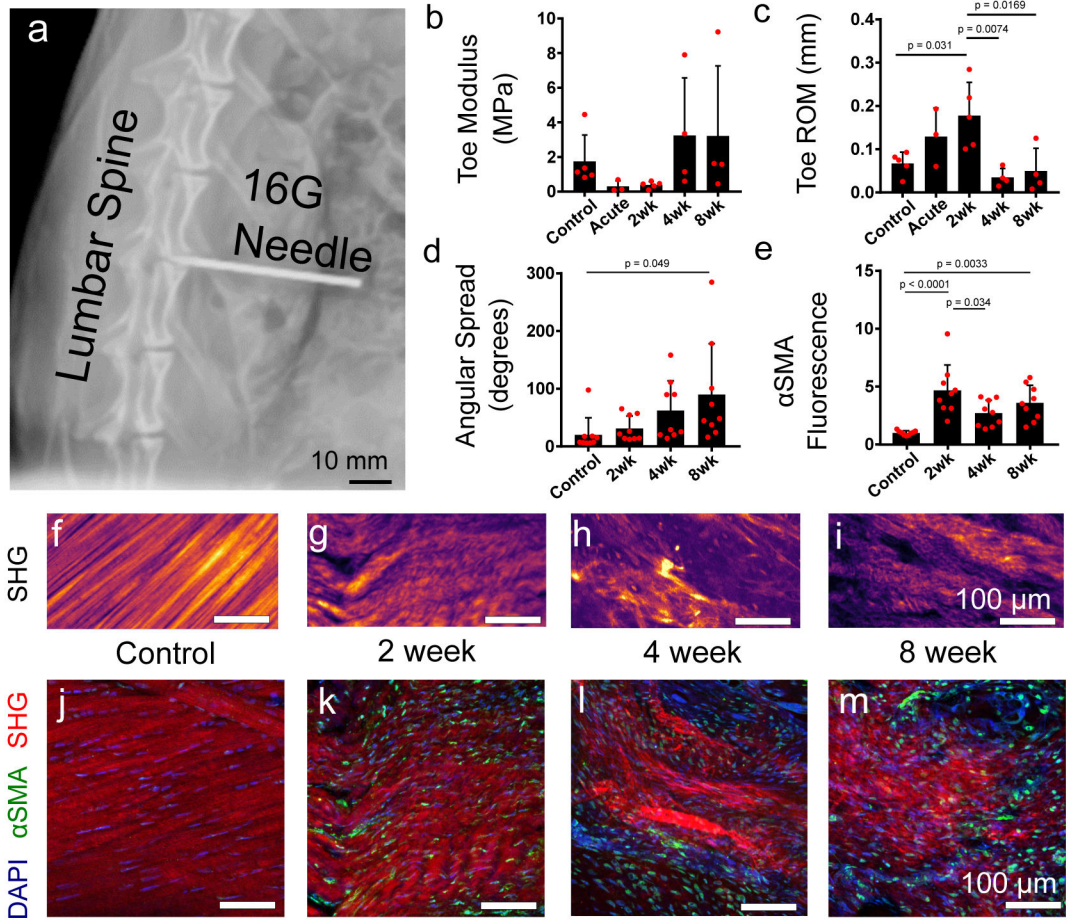 a
Lumbar Spine
16G
Needle
10 mm
b
Toe Modulus
(MPa)
10
8
6
4
2
0
Control
Acute
2wk
4wk
8wk
c
Toe ROM (mm)
p = 0.0169
p = 0.0074
p = 0.031
0.4
0.3
0.2
0.1
0.0
Control
Acute
2wk
4wk
8wk
d
Angular Spread
(degrees)
p = 0.049
300
200
100
0
Control
2wk
4wk
8wk
e
αSMA
Fluorescence
p = 0.0033
p < 0.0001
p = 0.034
15
10
5
0
Control
2wk
4wk
8wk
SHG
f
g
h
i
100 µm
Control
2 week
4 week
8 week
DAPI αSMA SHG
j
k
l
m
100 µm